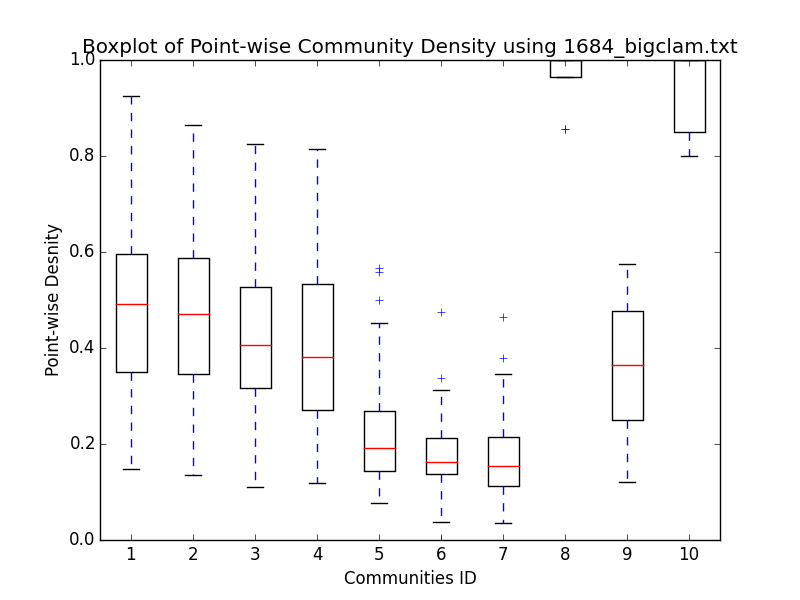 Boxplot of Point-wise Community Density using 1684_bigclam.txt
1.0
0.8
0.6
0.4
0.2
0.0
Point-wise Desnity
1 2 3 4 5 6 7 8 9 10
Communities ID